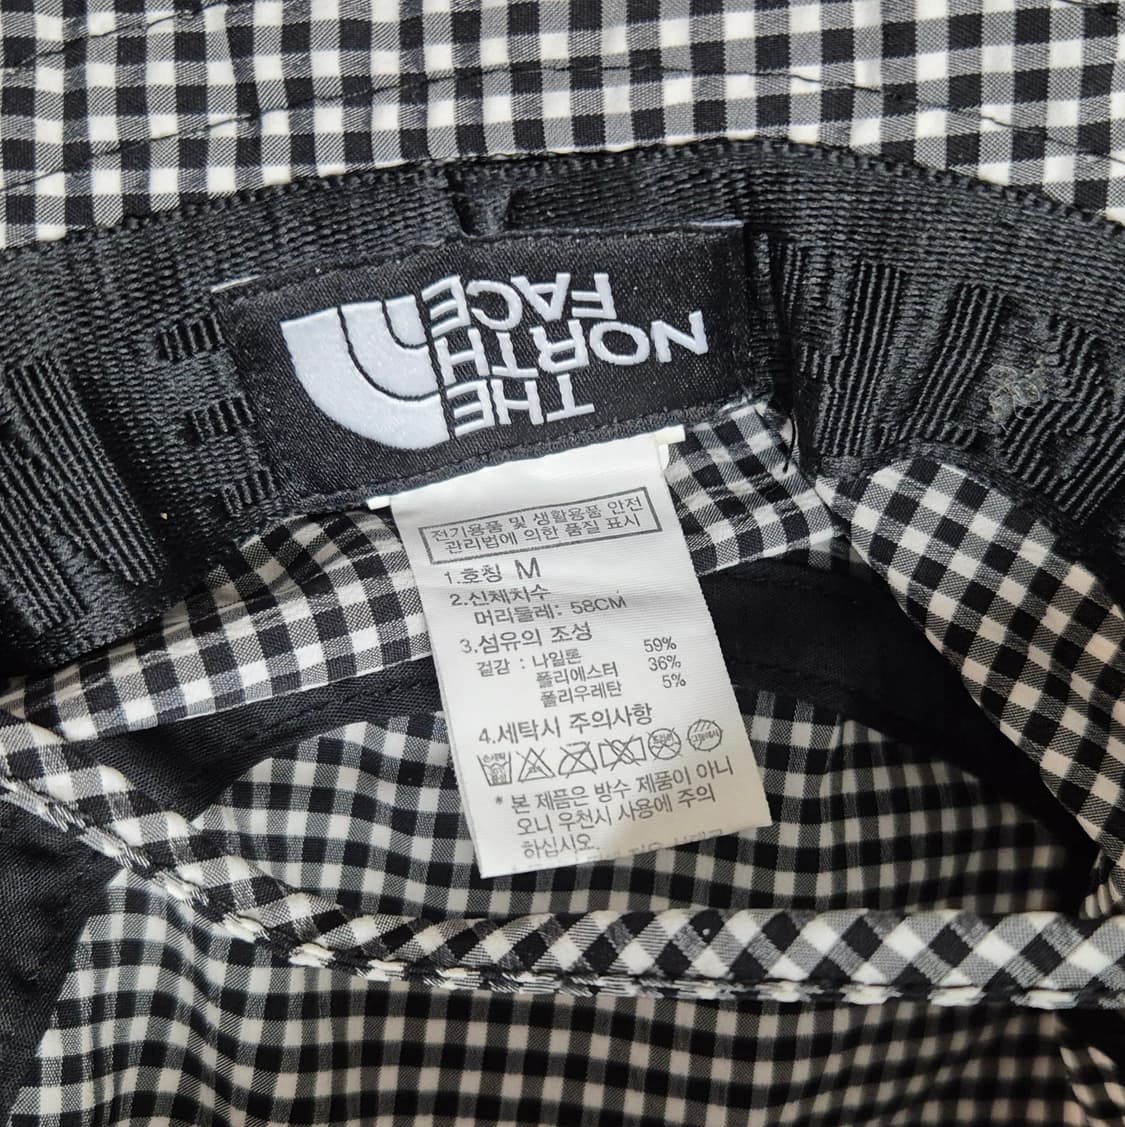 THE
NORTH
FACE
전기용품 및 생활용품 안전
관리법에 의한 품질 표시
1.호칭 M
2.신체치수
머리둘레: 58CM
3.섬유의 조성
겉감 : 나일론 59%
폴리에스터 36%
폴리우레탄 5%
4.세탁시 주의사항
손세탁
* 본 제품은 방수 제품이 아니
오니 우천시 사용에 주의
하십시오.